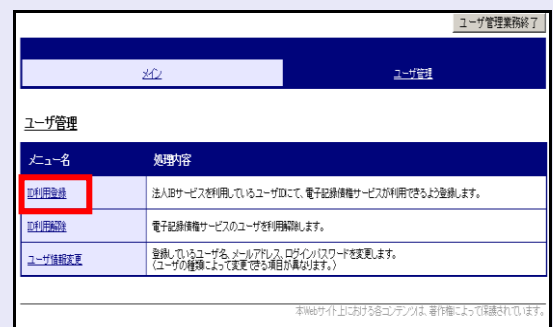 ユーザ管理業務終了
メイン ユーザ管理
ユーザ管理
メニュー名 処理内容
ID利用登録 法人IBサービスを利用しているユーザIDにて、電子記録債権サービスが利用できるよう登録します。
ID利用解除 電子記録債権サービスのユーザを利用解除します。
ユーザ情報変更 登録しているユーザ名、メールアドレス、ログインパスワードを変更します。
（ユーザの種類によって変更できる項目が異なります。）
本Webサイト上における各コンテンツは、著作権によって保護されています。